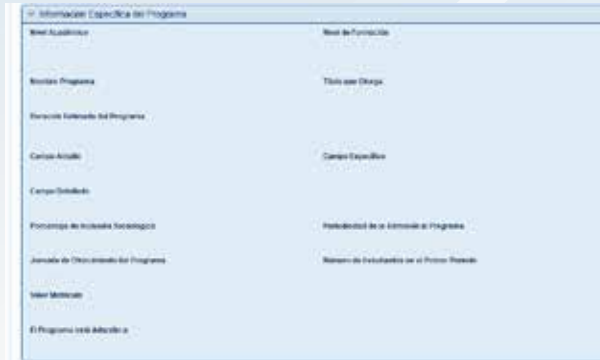 Información Específica del Programa
Nivel Académico
Nivel de Formación
Nombre Programa
Título que Otorga
Duración Estimada del Programa
Campo Amplio
Campo Específico
Campo Detallado
Porcentaje de
Periodicidad de la Admisión al Programa
Jornada de Ofrecimiento del Programa
Número de Estudiantes en el Primer Periodo
Valor Matrícula
El Programa está Adscrito a